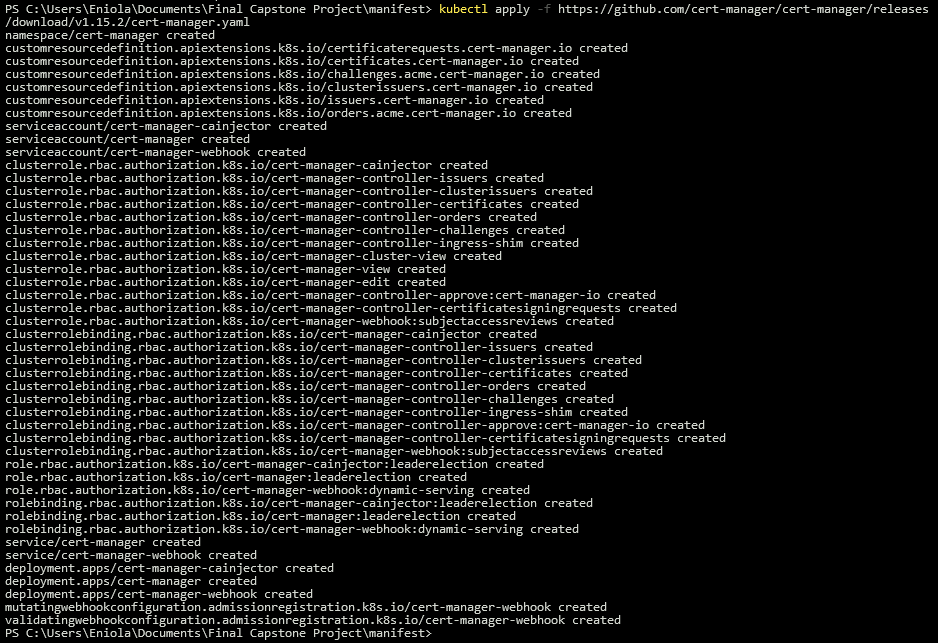 PS C:\Users\Eniola\Documents\Final Capstone Project\manifest> kubectl apply -f https://github.com/cert-manager/cert-manager/releases
/download/v1.15.2/cert-manager.yaml
namespace/cert-manager created
customresourcedefinition.apiextensions.k8s.io/certificaterequests.cert-manager.io created
customresourcedefinition.apiextensions.k8s.io/certificates.cert-manager.io created
customresourcedefinition.apiextensions.k8s.io/challenges.acme.cert-manager.io created
customresourcedefinition.apiextensions.k8s.io/clusterissuers.cert-manager.io created
customresourcedefinition.apiextensions.k8s.io/issuers.cert-manager.io created
customresourcedefinition.apiextensions.k8s.io/orders.acme.cert-manager.io created
serviceaccount/cert-manager-cainjector created
serviceaccount/cert-manager created
serviceaccount/cert-manager-webhook created
clusterrole.rbac.authorization.k8s.io/cert-manager-cainjector created
clusterrole.rbac.authorization.k8s.io/cert-manager-controller-issuers created
clusterrole.rbac.authorization.k8s.io/cert-manager-controller-clusterissuers created
clusterrole.rbac.authorization.k8s.io/cert-manager-controller-certificates created
clusterrole.rbac.authorization.k8s.io/cert-manager-controller-orders created
clusterrole.rbac.authorization.k8s.io/cert-manager-controller-challenges created
clusterrole.rbac.authorization.k8s.io/cert-manager-controller-ingress-shim created
clusterrole.rbac.authorization.k8s.io/cert-manager-cluster-view created
clusterrole.rbac.authorization.k8s.io/cert-manager-view created
clusterrole.rbac.authorization.k8s.io/cert-manager-edit created
clusterrole.rbac.authorization.k8s.io/cert-manager-controller-approve:cert-manager-io created
clusterrole.rbac.authorization.k8s.io/cert-manager-controller-certificatesigningrequests created
clusterrole.rbac.authorization.k8s.io/cert-manager-webhook:subjectaccessreviews created
clusterrolebinding.rbac.authorization.k8s.io/cert-manager-cainjector created
clusterrolebinding.rbac.authorization.k8s.io/cert-manager-controller-issuers created
clusterrolebinding.rbac.authorization.k8s.io/cert-manager-controller-clusterissuers created
clusterrolebinding.rbac.authorization.k8s.io/cert-manager-controller-certificates created
clusterrolebinding.rbac.authorization.k8s.io/cert-manager-controller-orders created
clusterrolebinding.rbac.authorization.k8s.io/cert-manager-controller-challenges created
clusterrolebinding.rbac.authorization.k8s.io/cert-manager-controller-ingress-shim created
clusterrolebinding.rbac.authorization.k8s.io/cert-manager-controller-approve:cert-manager-io created
clusterrolebinding.rbac.authorization.k8s.io/cert-manager-controller-certificatesigningrequests created
clusterrolebinding.rbac.authorization.k8s.io/cert-manager-webhook:subjectaccessreviews created
role.rbac.authorization.k8s.io/cert-manager-cainjector:leaderelection created
role.rbac.authorization.k8s.io/cert-manager:leaderelection created
role.rbac.authorization.k8s.io/cert-manager-webhook:dynamic-serving created
rolebinding.rbac.authorization.k8s.io/cert-manager-cainjector:leaderelection created
rolebinding.rbac.authorization.k8s.io/cert-manager:leaderelection created
rolebinding.rbac.authorization.k8s.io/cert-manager-webhook:dynamic-serving created
service/cert-manager created
service/cert-manager-webhook created
deployment.apps/cert-manager-cainjector created
deployment.apps/cert-manager created
deployment.apps/cert-manager-webhook created
mutatingwebhookconfiguration.admissionregistration.k8s.io/cert-manager-webhook created
validatingwebhookconfiguration.admissionregistration.k8s.io/cert-manager-webhook created
PS C:\Users\Eniola\Documents\Final Capstone Project\manifest>